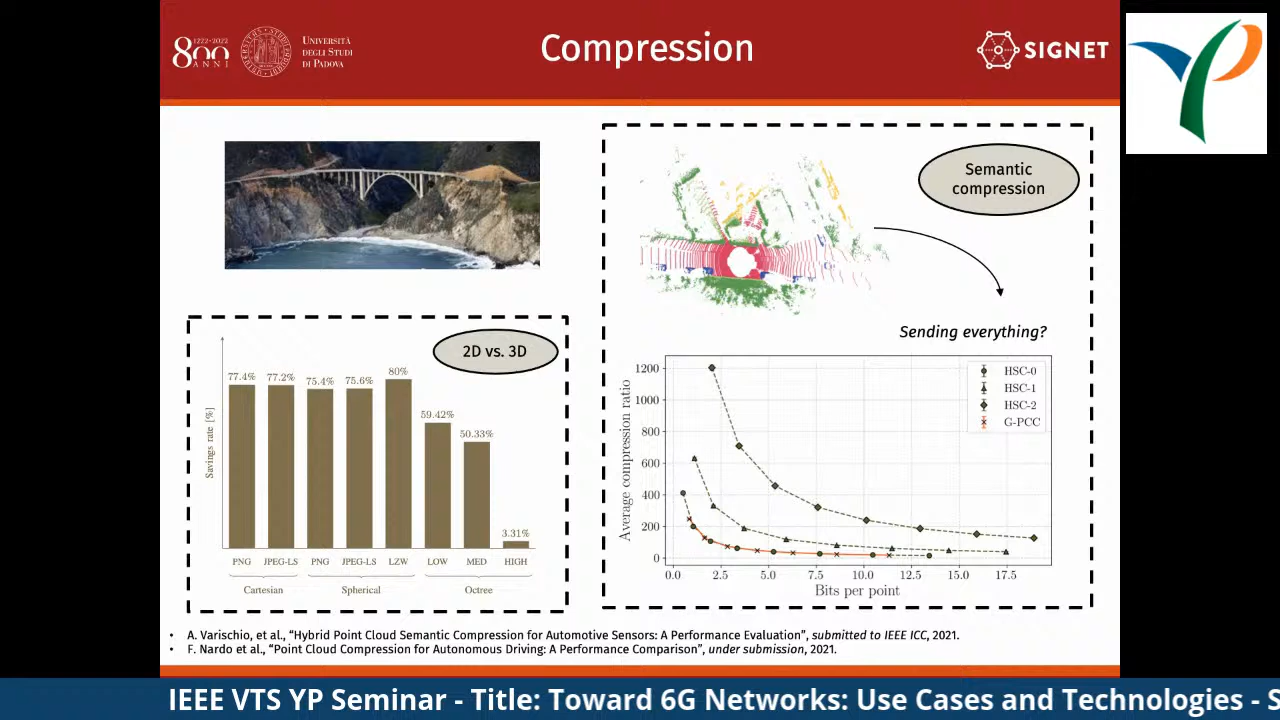 1222-2022
800
ANNI
UNIVERSITÀ
DEGLI STUDI
DI PADOVA
Compression
SIGNET
Semantic
compression
Sending everything?
2D vs. 3D
Savings rate [%]
77.4% 77.2% 75.4% 75.6% 80% 59.42% 50.33% 3.31%
PNG JPEG-LS PNG JPEG-LS LZW LOW MED HIGH
Cartesian Spherical Octree
Average compression ratio
1200
1000
800
600
400
200
0
HSC-0
HSC-1
HSC-2
G-PCC
0.0 2.5 5.0 7.5 10.0 12.5 15.0 17.5
Bits per point
• A. Varischio, et al., “Hybrid Point Cloud Semantic Compression for Automotive Sensors: A Performance Evaluation”, submitted to IEEE ICC, 2021.
• F. Nardo et al., “Point Cloud Compression for Autonomous Driving: A Performance Comparison”, under submission, 2021.
IEEE VTS YP Seminar - Title: Toward 6G Networks: Use Cases and Technologies - S